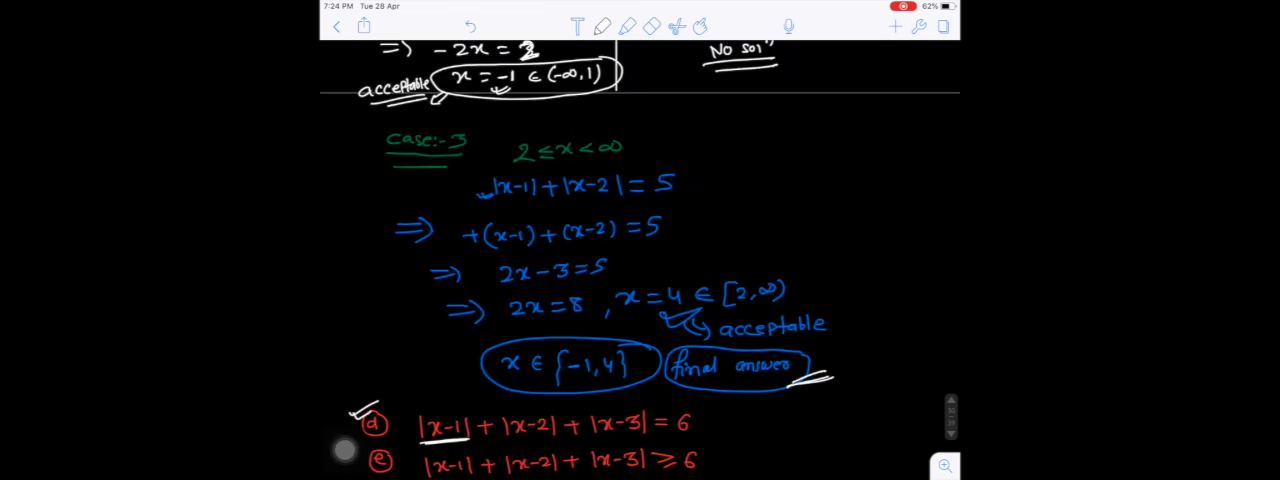 7:24 PM Tue 28 Apr
62%
=> -2x = 2
No sol^n
acceptable x = -1 ∈ (-∞, 1)
Case:-3 2 ≤ x < ∞
|x-1| + |x-2| = 5
=> +(x-1) + (x-2) = 5
=> 2x - 3 = 5
=> 2x = 8, x = 4 ∈ [2, ∞)
acceptable
x ∈ {-1, 4} final answer
(d) |x-1| + |x-2| + |x-3| = 6
(e) |x-1| + |x-2| + |x-3| ≥ 6